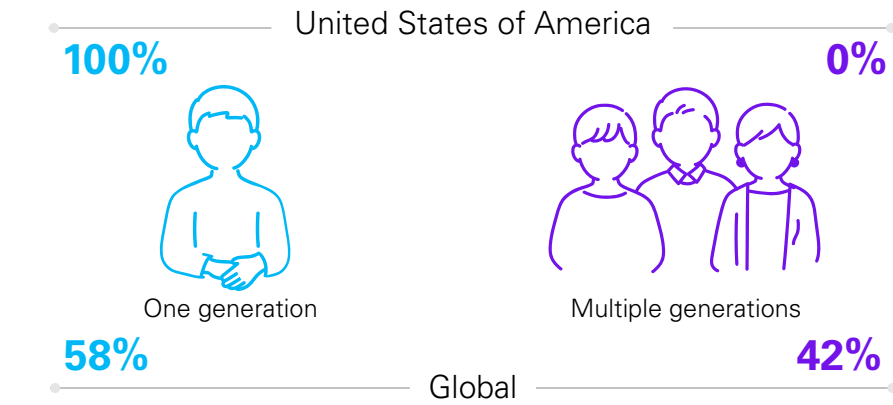 United States of America
100% 0%
One generation Multiple generations
58% 42%
Global